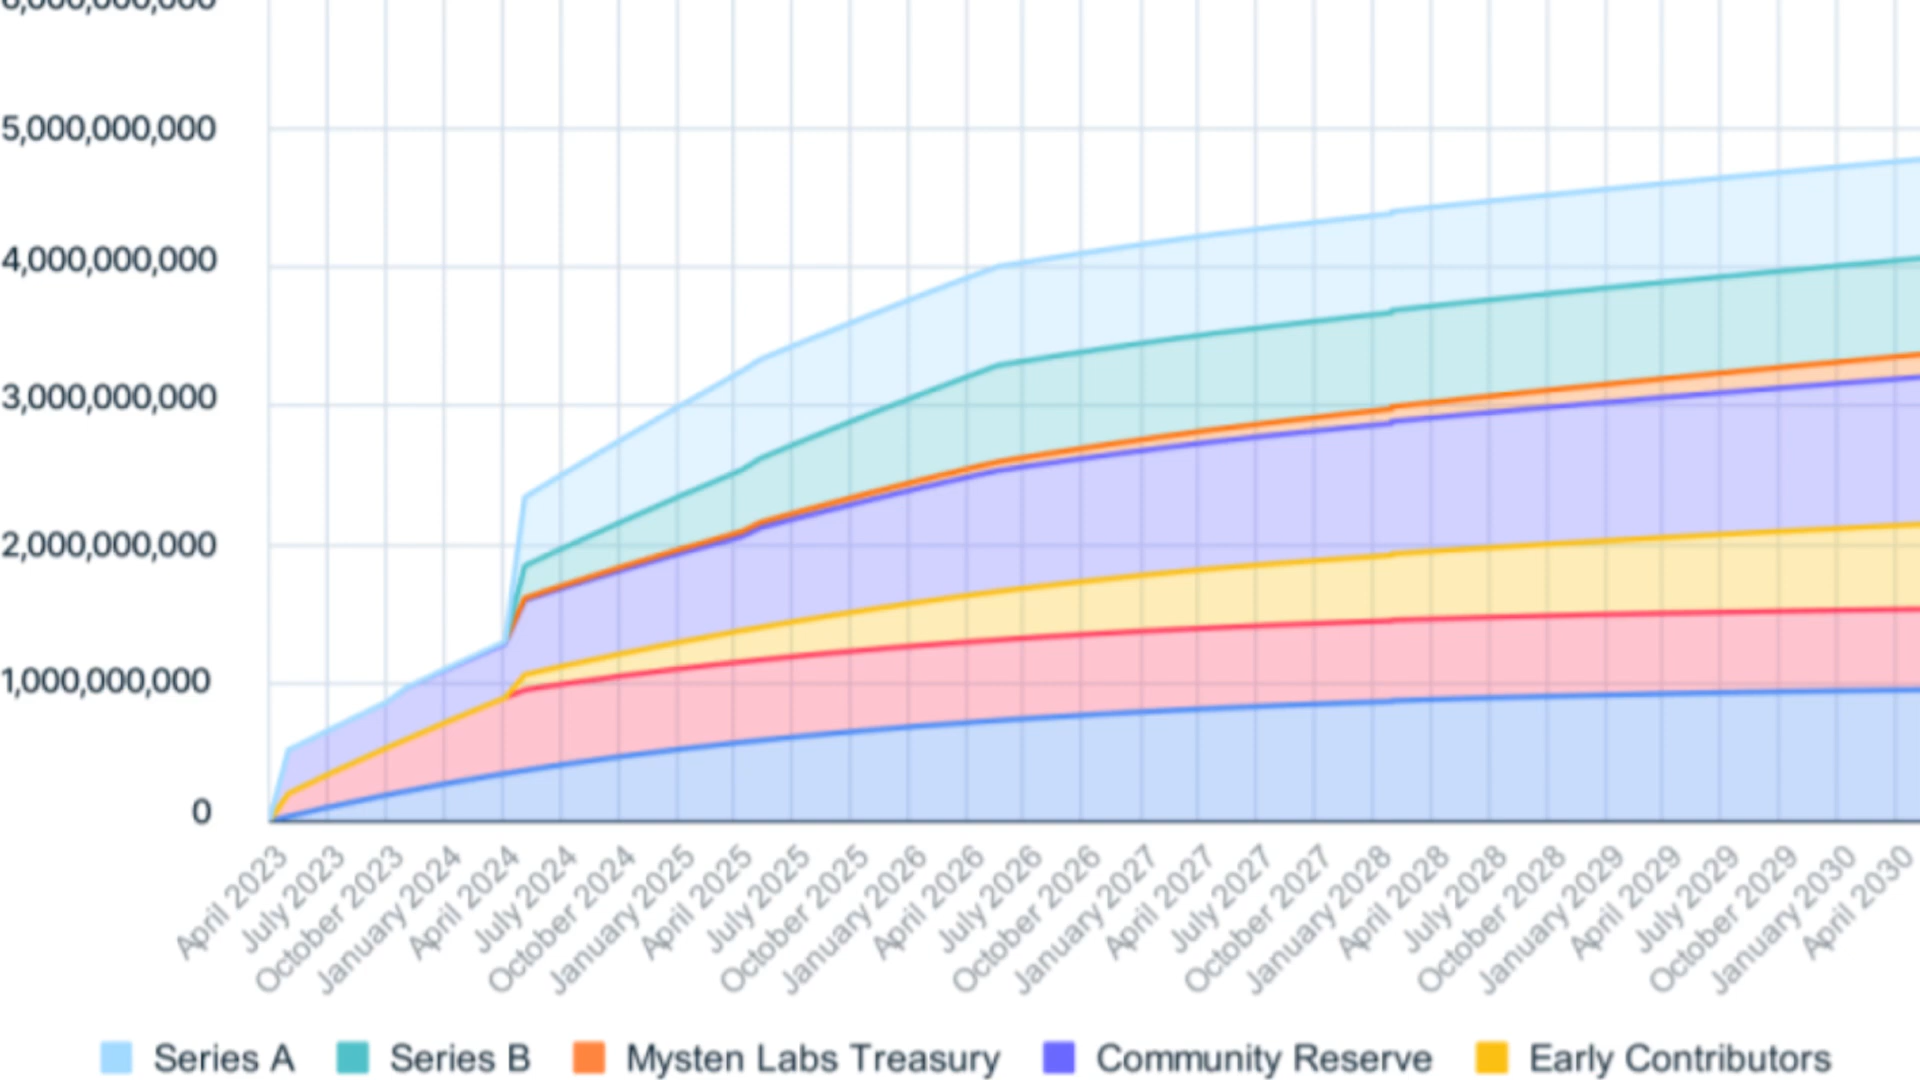 6,000,000,000
5,000,000,000
4,000,000,000
3,000,000,000
2,000,000,000
1,000,000,000
0
April 2023
July 2023
October 2023
January 2024
April 2024
July 2024
October 2024
January 2025
April 2025
July 2025
October 2025
January 2026
April 2026
July 2026
October 2026
January 2027
April 2027
July 2027
October 2027
January 2028
April 2028
July 2028
October 2028
January 2029
April 2029
July 2029
October 2029
January 2030
April 2030
Series A Series B Mysten Labs Treasury Community Reserve Early Contributors